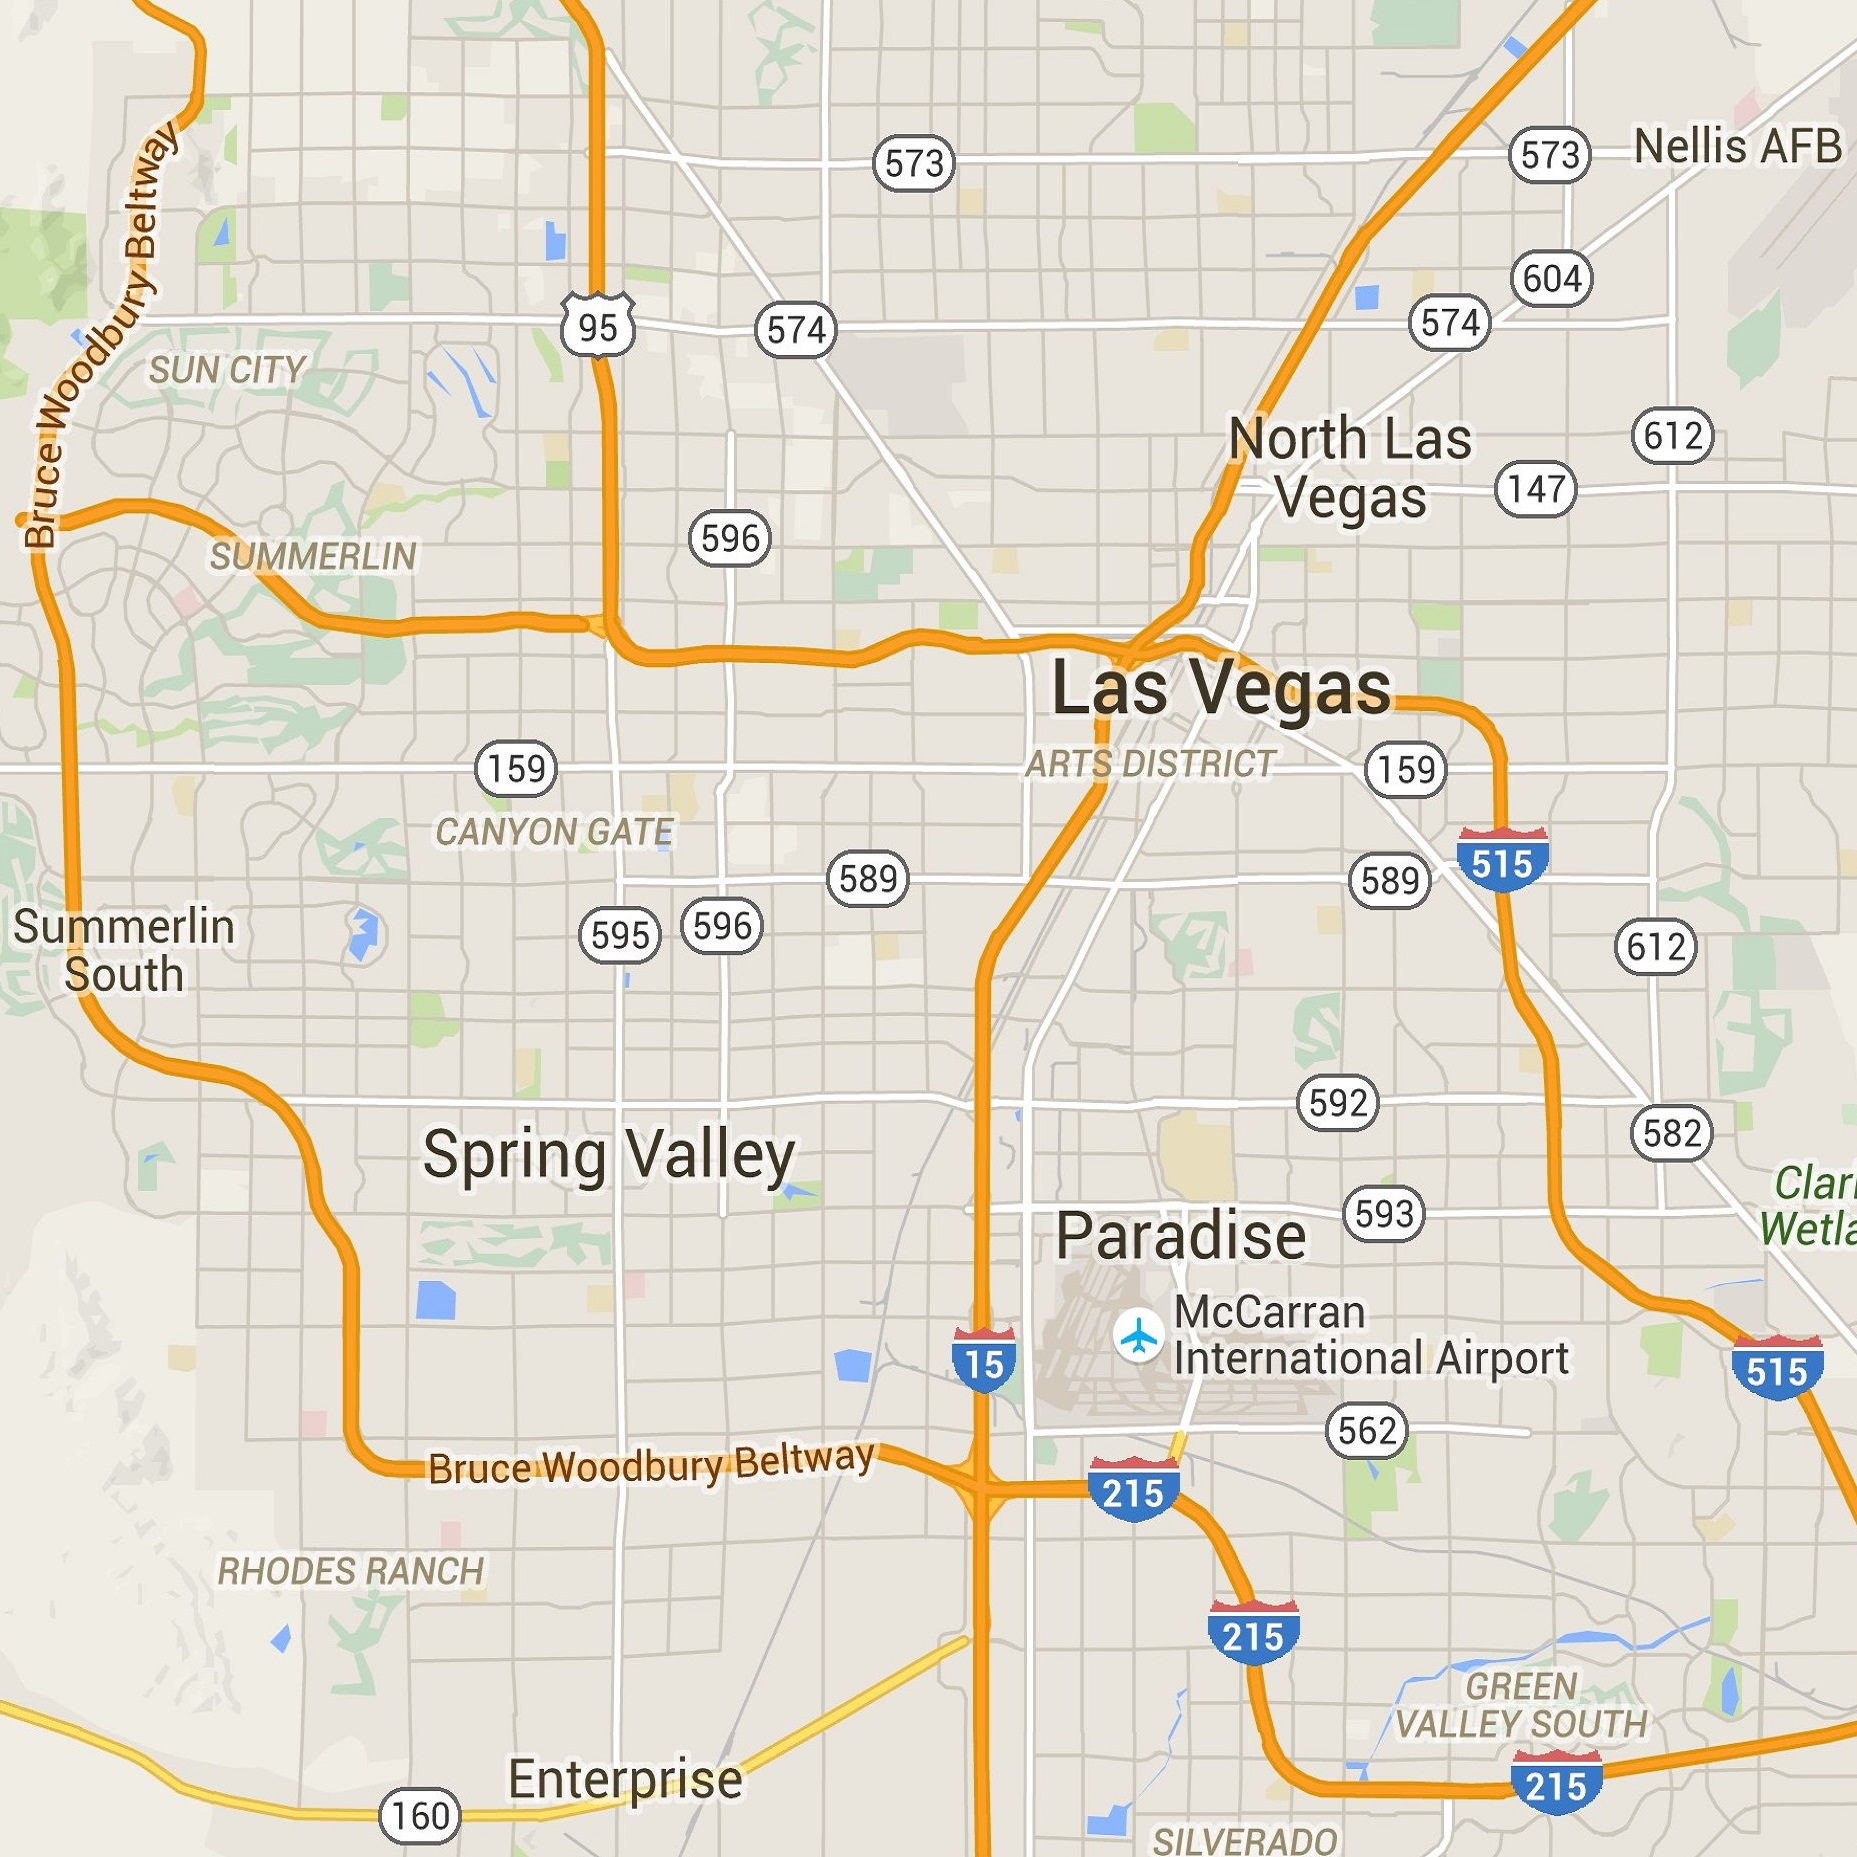 573
573
Nellis AFB
604
95
574
574
Bruce Woodbury Beltway
SUN CITY
North Las
Vegas
612
147
596
SUMMERLIN
Las Vegas
159
ARTS DISTRICT
159
CANYON GATE
515
589
589
Summerlin
South
595
596
612
592
582
Spring Valley
Clar
Wetla
593
Paradise
McCarran
International Airport
15
515
562
Bruce Woodbury Beltway
215
RHODES RANCH
215
GREEN
VALLEY SOUTH
Enterprise
215
160
SILVERADO